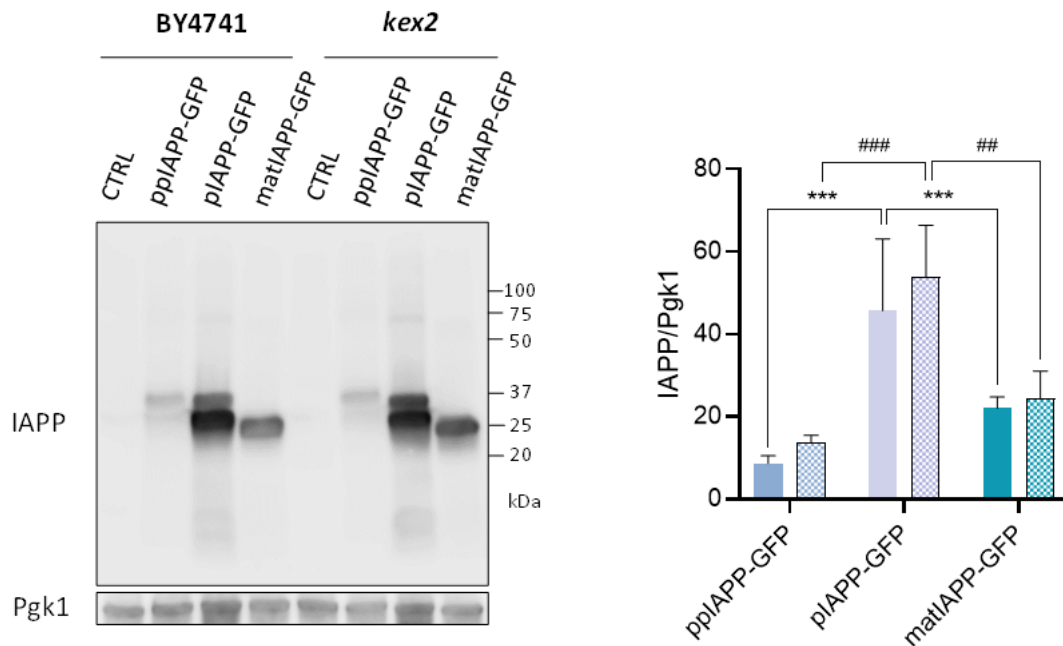 BY4741 kex2
CTRL ppIAPP-GFP pIAPP-GFP matIAPP-GFP CTRL ppIAPP-GFP pIAPP-GFP matIAPP-GFP
100
75
50
37
IAPP
25
20
kDa
Pgk1
### ##
*** ***
80
60
40
20
0
IAPP/Pgk1
ppIAPP-GFP
pIAPP-GFP
matIAPP-GFP